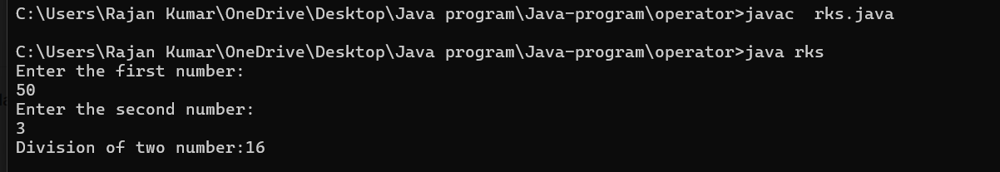 C:\Users\Rajan Kumar\OneDrive\Desktop\Java program\Java-program\operator>javac  rks.java
C:\Users\Rajan Kumar\OneDrive\Desktop\Java program\Java-program\operator>java rks
Enter the first number:
50
Enter the second number:
3
Division of two number:16